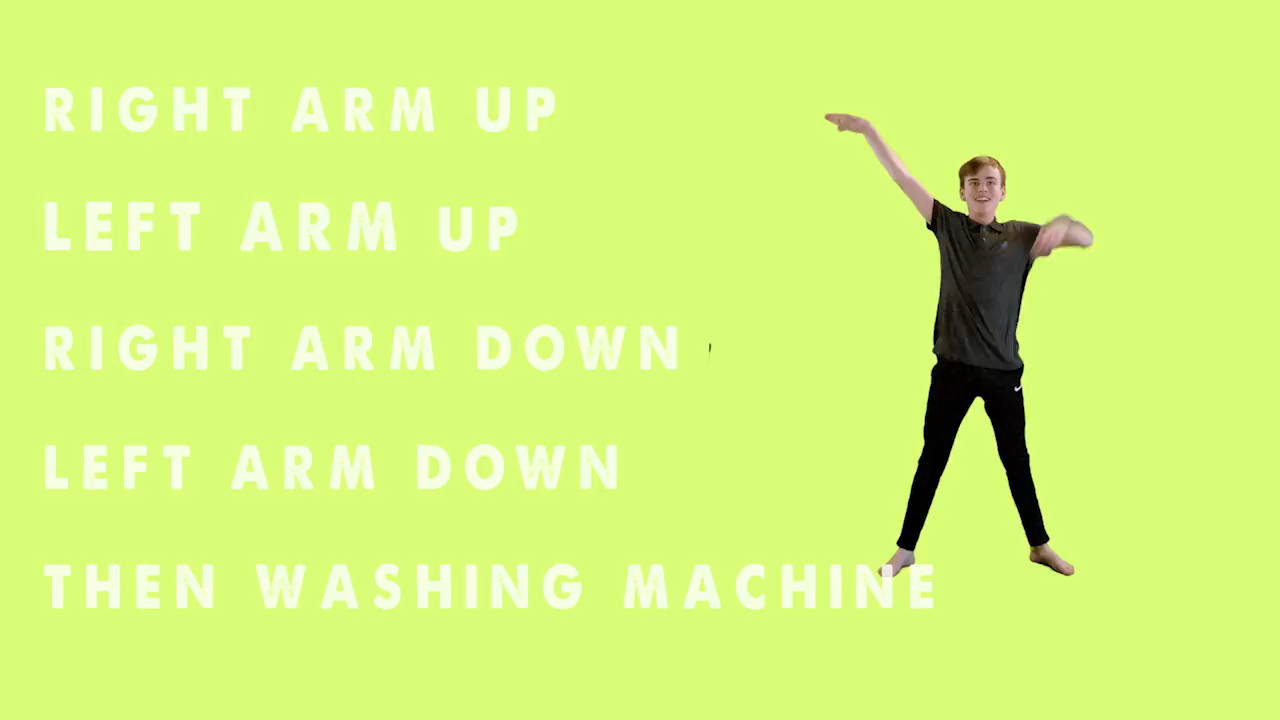 RIGHT ARM UP
LEFT ARM UP
RIGHT ARM DOWN
LEFT ARM DOWN
THEN WASHING MACHINE